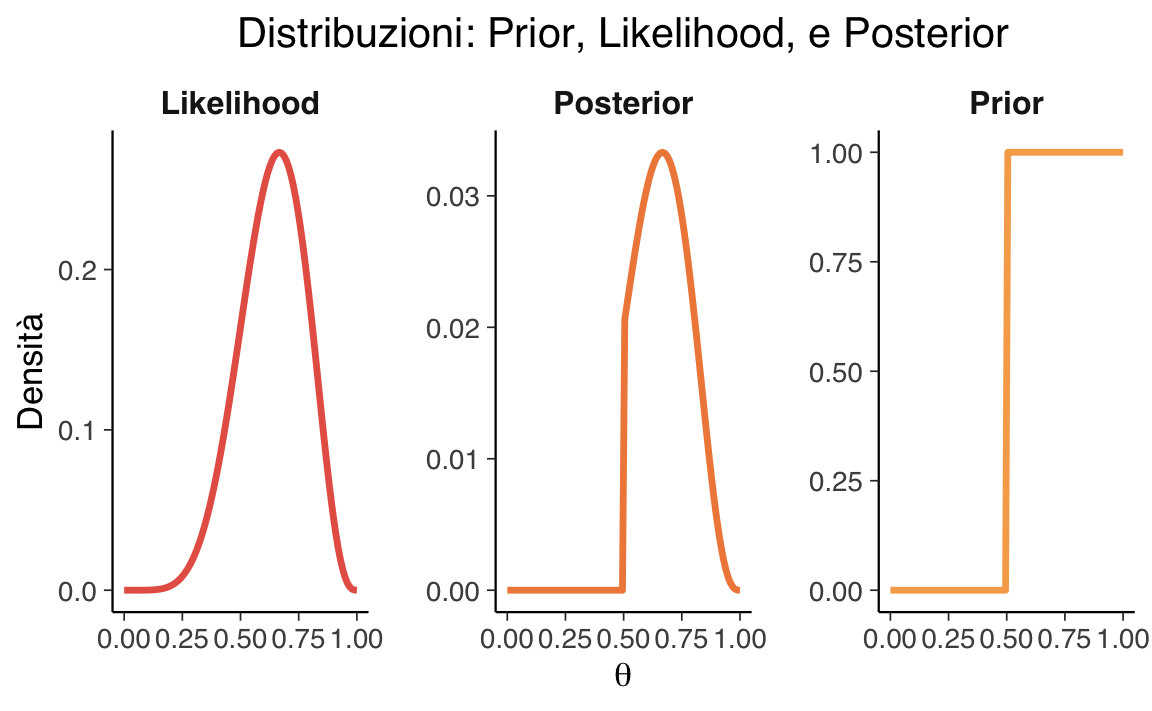 Distribuzioni: Prior, Likelihood, e Posterior
Likelihood
Posterior
Prior
Densità
0.2
0.1
0.0
0.00 0.25 0.50 0.75 1.00
0.03
0.02
0.01
0.00
0.00 0.25 0.50 0.75 1.00
1.00
0.75
0.50
0.25
0.00
0.00 0.25 0.50 0.75 1.00
θ